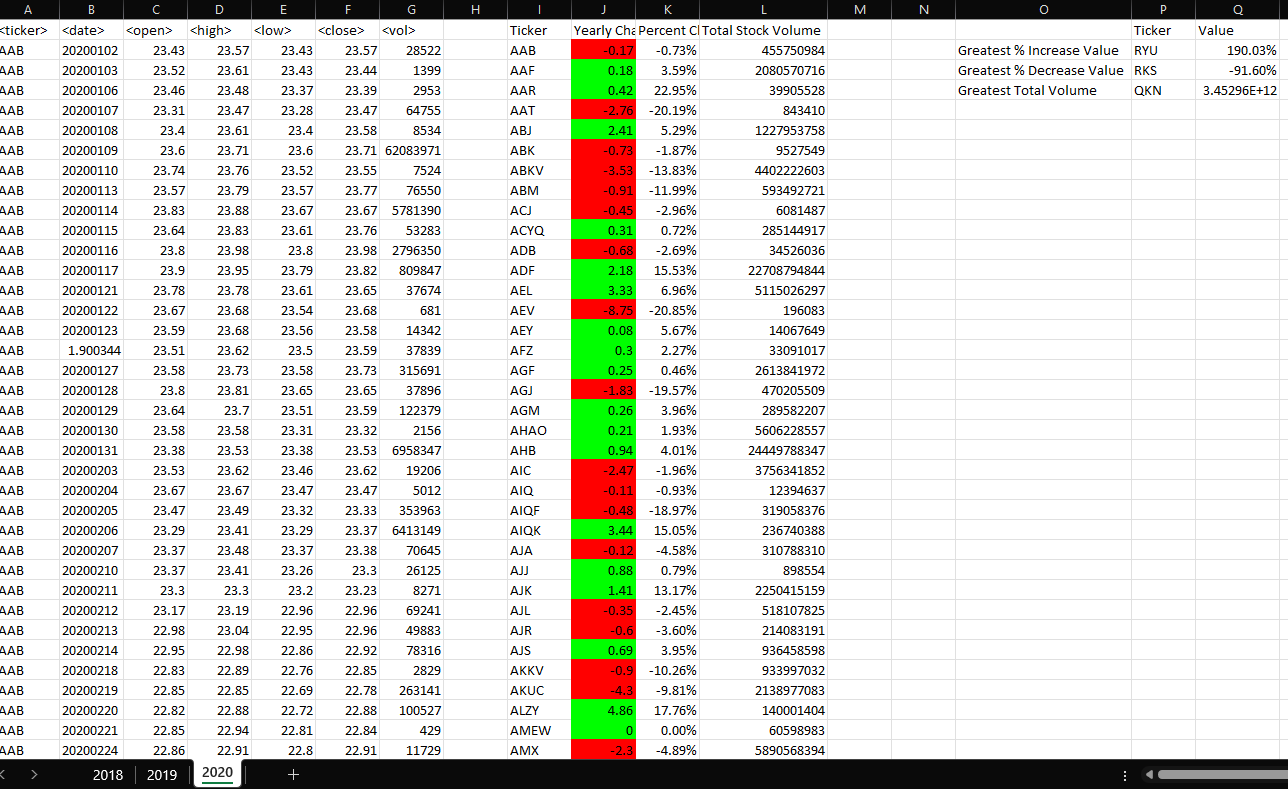 A B C D E F G H I J K L M N O P Q
<ticker> <date> <open> <high> <low> <close> <vol> Ticker Yearly Cha Percent Cl Total Stock Volume Ticker Value
AAB 20200102 23.43 23.57 23.43 23.57 28522 AAB -0.17 -0.73% 455750984 Greatest % Increase Value RYU 190.03%
AAB 20200103 23.52 23.61 23.43 23.44 1399 AAF 0.18 3.59% 2080570716 Greatest % Decrease Value RKS -91.60%
AAB 20200106 23.46 23.48 23.37 23.39 2953 AAR 0.42 22.95% 39905528 Greatest Total Volume QKN 3.45296E+12
AAB 20200107 23.31 23.47 23.28 23.47 64755 AAT -2.76 -20.19% 843410
AAB 20200108 23.4 23.61 23.4 23.58 8534 ABJ 2.41 5.29% 1227953758
AAB 20200109 23.6 23.71 23.6 23.71 62083971 ABK -0.73 -1.87% 9527549
AAB 20200110 23.74 23.76 23.52 23.55 7524 ABKV -3.53 -13.83% 4402222603
AAB 20200113 23.57 23.79 23.57 23.77 76550 ABM -0.91 -11.99% 593492721
AAB 20200114 23.83 23.88 23.67 23.67 5781390 ACJ -0.45 -2.96% 6081487
AAB 20200115 23.64 23.83 23.61 23.76 53283 ACYQ 0.31 0.72% 285144917
AAB 20200116 23.8 23.98 23.8 23.98 2796350 ADB -0.68 -2.69% 34526036
AAB 20200117 23.9 23.95 23.79 23.82 809847 ADF 2.18 15.53% 22708794844
AAB 20200121 23.78 23.78 23.61 23.65 37674 AEL 3.33 6.96% 5115026297
AAB 20200122 23.67 23.68 23.54 23.68 681 AEV -8.75 -20.85% 196083
AAB 20200123 23.59 23.68 23.56 23.58 14342 AEY 0.08 5.67% 14067649
AAB 1.900344 23.51 23.62 23.5 23.59 37839 AFZ 0.3 2.27% 33091017
AAB 20200127 23.58 23.73 23.58 23.73 315691 AGF 0.25 0.46% 2613841972
AAB 20200128 23.8 23.81 23.65 23.65 37896 AGJ -1.83 -19.57% 470205509
AAB 20200129 23.64 23.7 23.51 23.59 122379 AGM 0.26 3.96% 289582207
AAB 20200130 23.58 23.58 23.31 23.32 2156 AHAO 0.21 1.93% 5606228557
AAB 20200131 23.38 23.53 23.38 23.53 6958347 AHB 0.94 4.01% 24449788347
AAB 20200203 23.53 23.62 23.46 23.62 19206 AIC -2.47 -1.96% 3756341852
AAB 20200204 23.67 23.67 23.47 23.47 5012 AIQ -0.11 -0.93% 12394637
AAB 20200205 23.47 23.49 23.32 23.33 353963 AIQF -0.48 -18.97% 319058376
AAB 20200206 23.29 23.41 23.29 23.37 6413149 AIQK 3.44 15.05% 236740388
AAB 20200207 23.37 23.48 23.37 23.38 70645 AJA -0.12 -4.58% 310788310
AAB 20200210 23.37 23.41 23.26 23.3 26125 AJJ 0.88 0.79% 898554
AAB 20200211 23.3 23.3 23.2 23.23 8271 AJK 1.41 13.17% 2250415159
AAB 20200212 23.17 23.19 22.96 22.96 69241 AJL -0.35 -2.45% 518107825
AAB 20200213 22.98 23.04 22.95 22.96 49883 AJR -0.6 -3.60% 214083191
AAB 20200214 22.95 22.98 22.86 22.92 78316 AJS 0.69 3.95% 936458598
AAB 20200218 22.83 22.89 22.76 22.85 2829 AKKV -0.9 -10.26% 933997032
AAB 20200219 22.85 22.85 22.69 22.78 263141 AKUC -4.3 -9.81% 2138977083
AAB 20200220 22.82 22.88 22.72 22.88 100527 ALZY 4.86 17.76% 140001404
AAB 20200221 22.85 22.94 22.81 22.84 429 AMEW 0 0.00% 60598983
AAB 20200224 22.86 22.91 22.8 22.91 11729 AMX -2.3 -4.89% 5890568394
2018 2019 2020